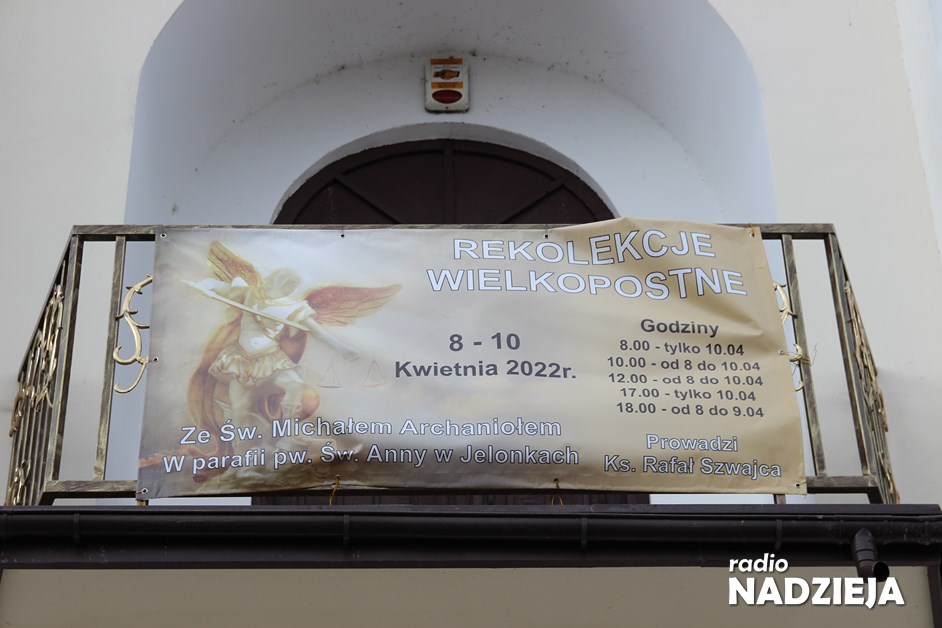 REKOLEKCJE
WIELKOPOSTNE
8 - 10
Kwietnia 2022r.
Godziny
8.00 - tylko 10.04
10.00 - od 8 do 10.04
12.00 - od 8 do 10.04
17.00 - tylko 10.04
18.00 - od 8 do 9.04
Ze Św. Michałem Archaniołem
W parafii pw. Św. Anny w Jelonkach
Prowadzi
Ks. Rafał Szwajca
radio
NADZIEJA